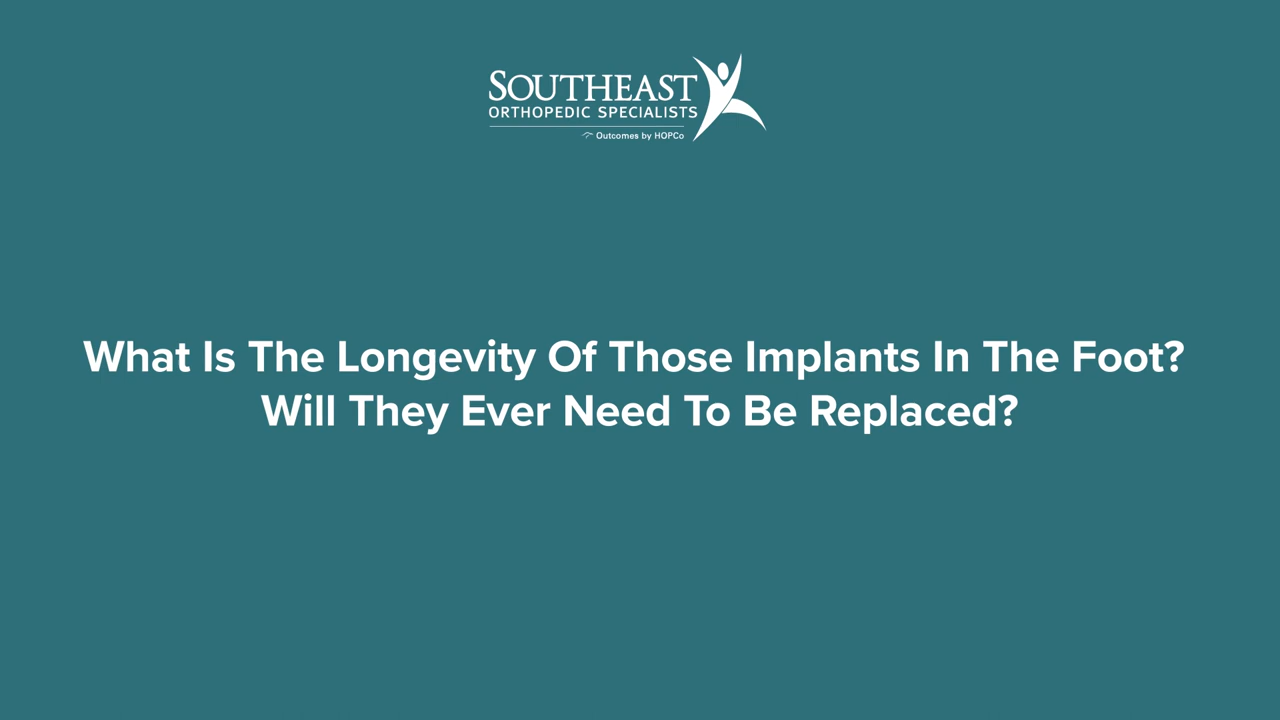 SOUTHEAST
ORTHOPEDIC SPECIALISTS
Outcomes by HOPCo
What Is The Longevity Of Those Implants In The Foot?
Will They Ever Need To Be Replaced?